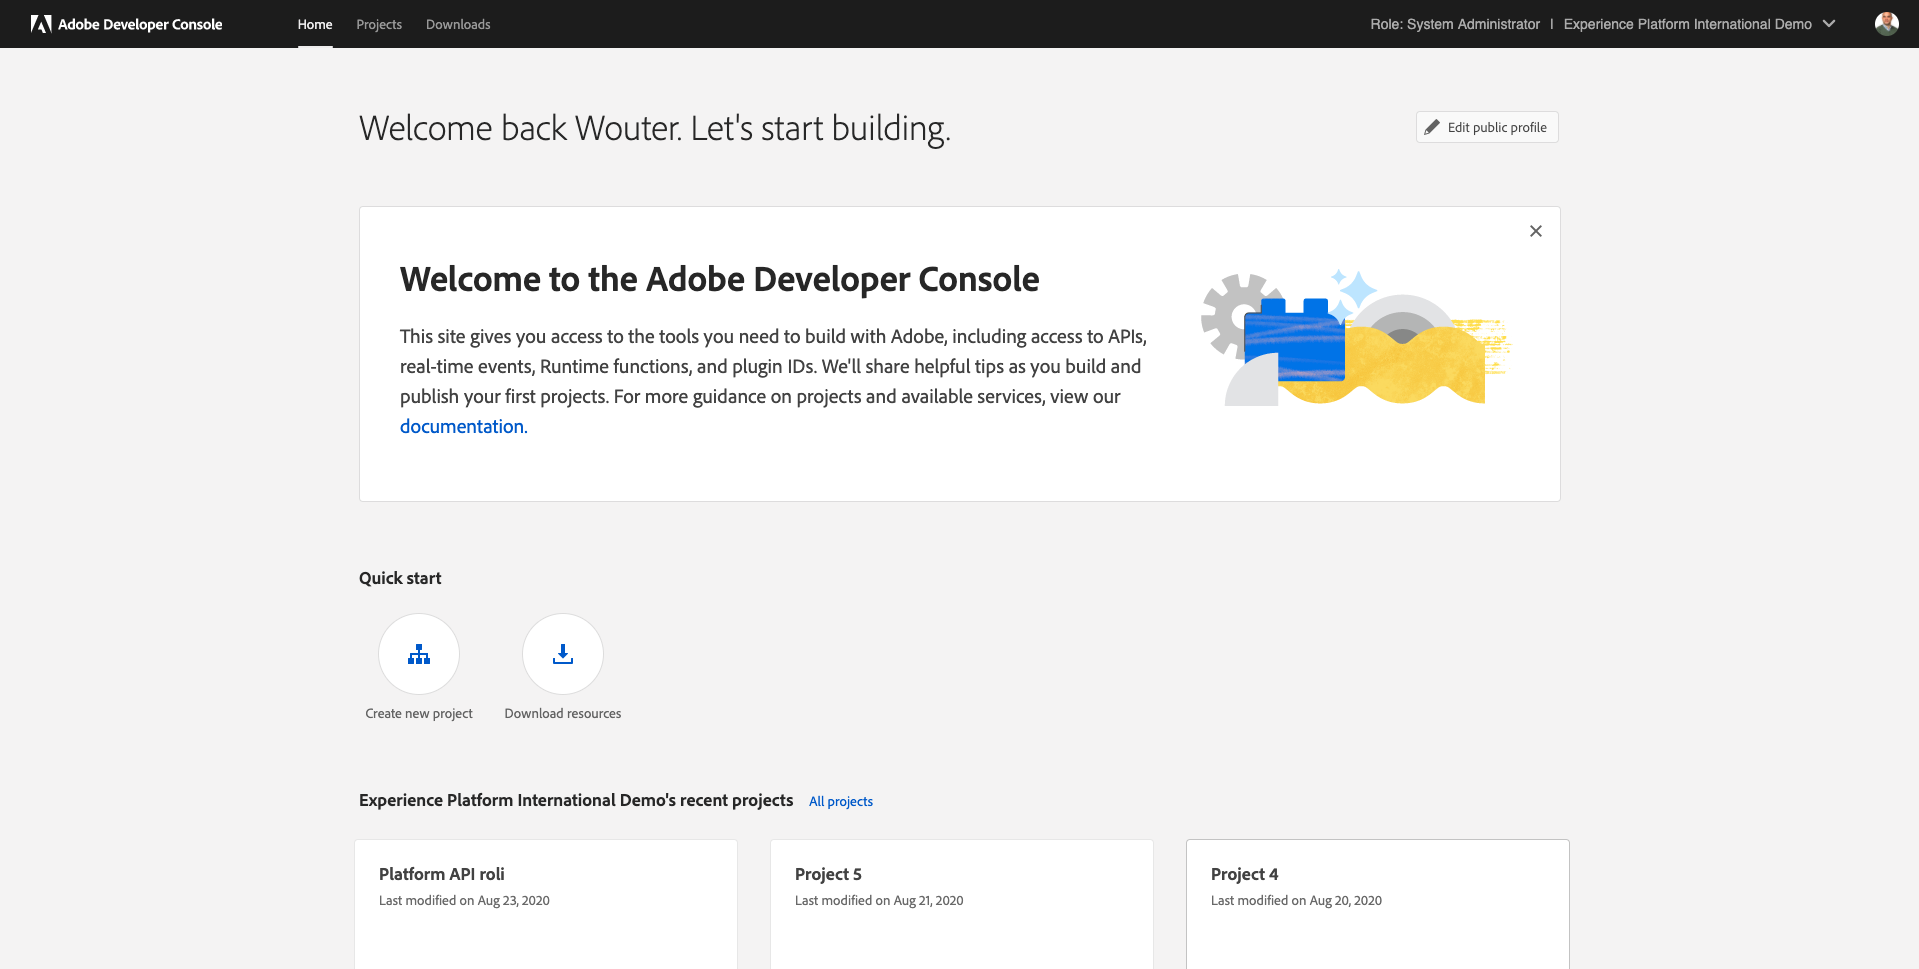 Adobe Developer Console
Home
Projects
Downloads
Role: System Administrator | Experience Platform International Demo
Welcome back Wouter. Let's start building.
Edit public profile
Welcome to the Adobe Developer Console
This site gives you access to the tools you need to build with Adobe, including access to APIs,
real-time events, Runtime functions, and plugin IDs. We'll share helpful tips as you build and
publish your first projects. For more guidance on projects and available services, view our
documentation.
Quick start
Create new project
Download resources
Experience Platform International Demo's recent projects
All projects
Platform API roli
Last modified on Aug 23, 2020
Project 5
Last modified on Aug 21, 2020
Project 4
Last modified on Aug 20, 2020